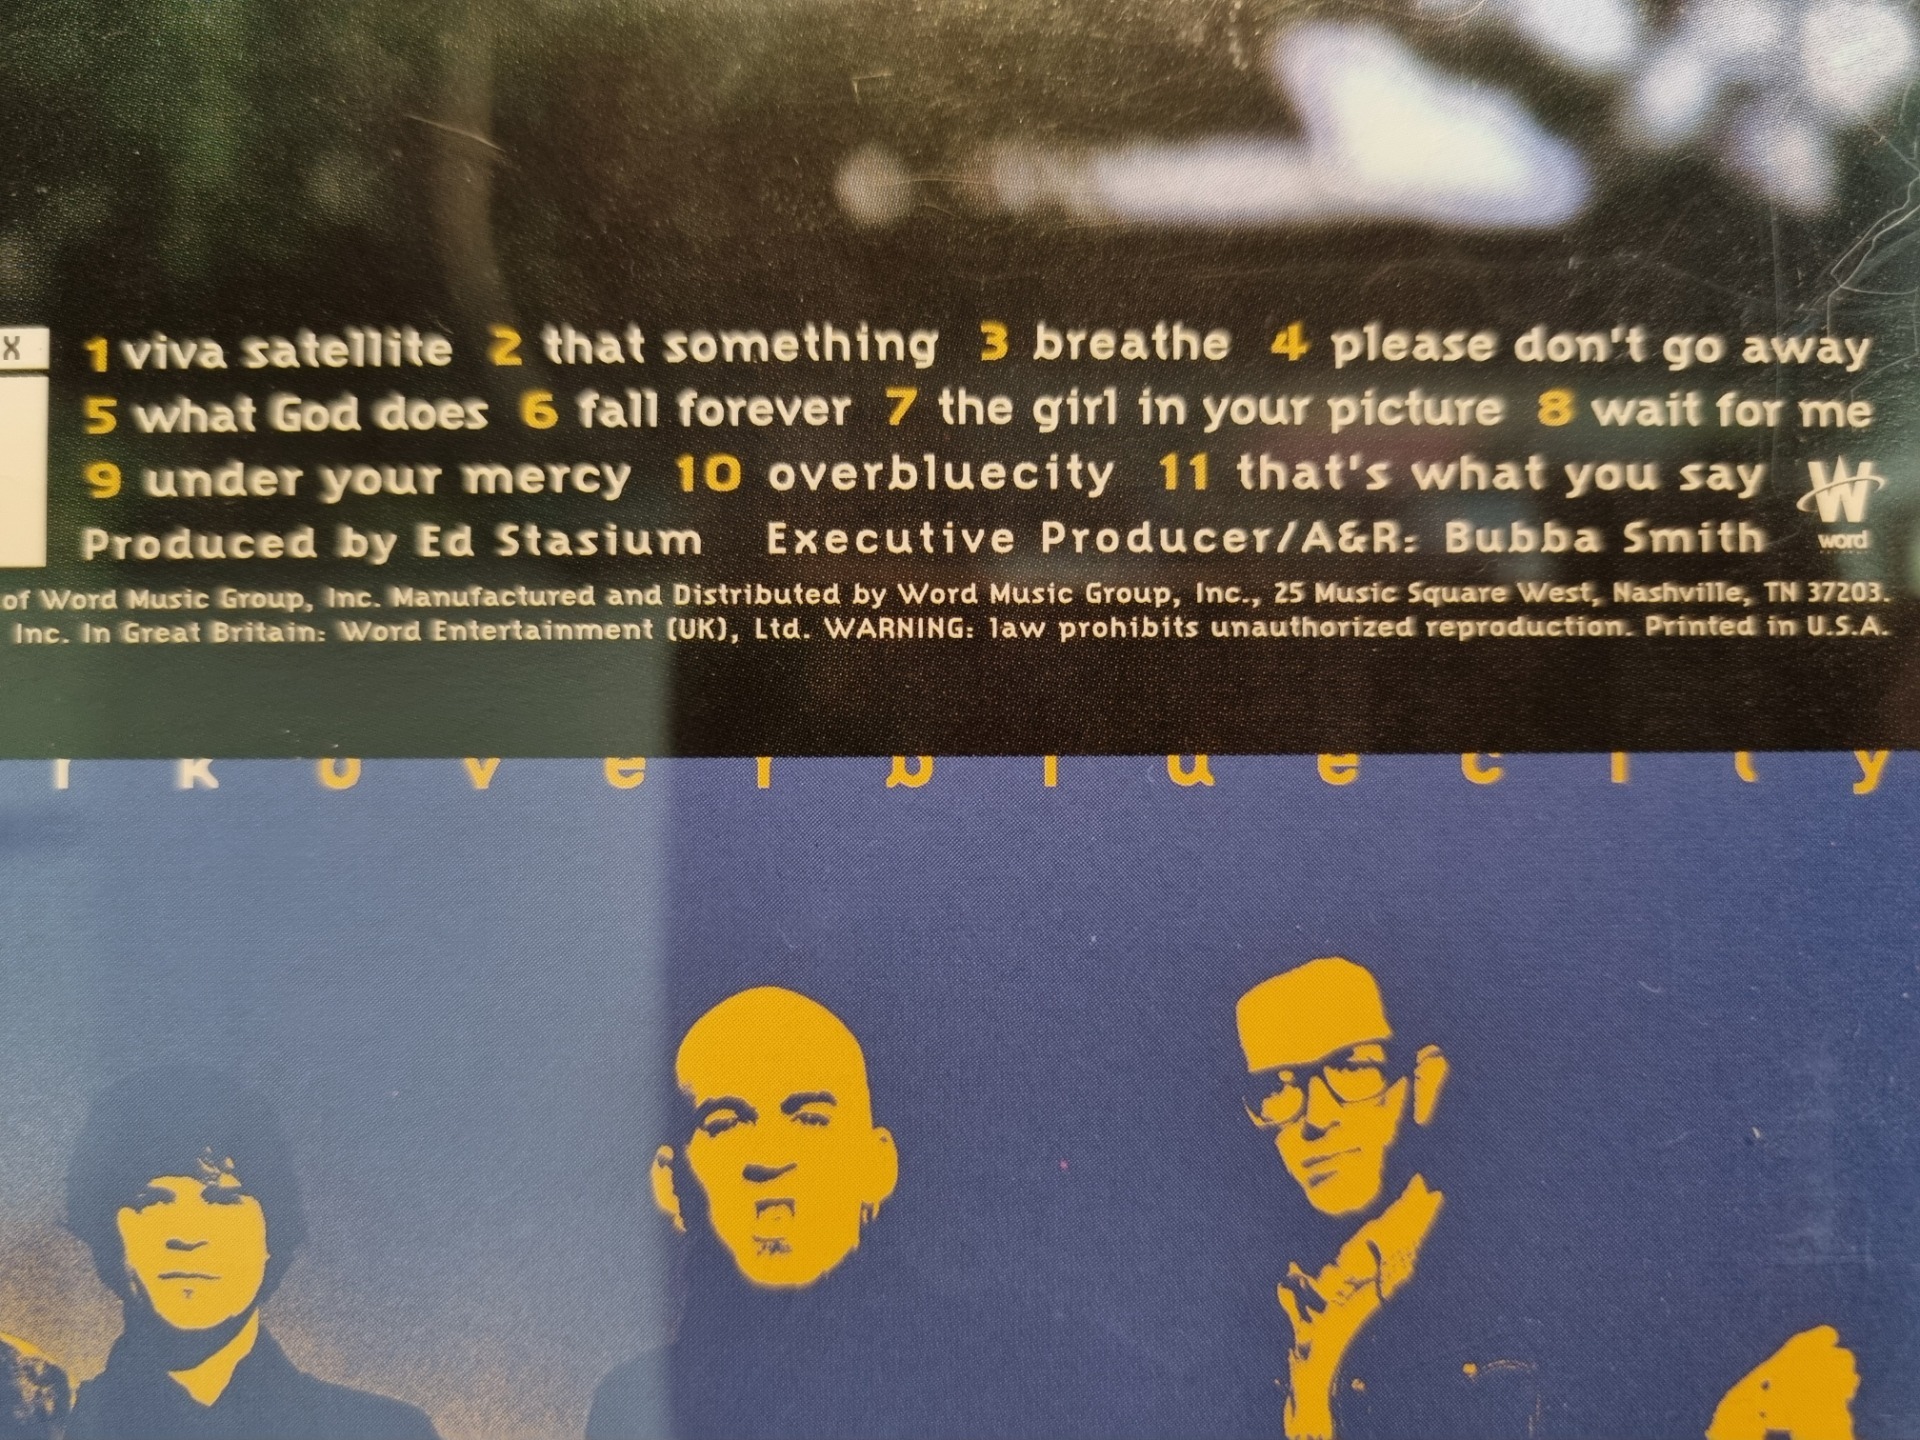 X
1 viva satellite 2 that something 3 breathe 4 please don't go away
5 what God does 6 fall forever 7 the girl in your picture 8 wait for me
9 under your mercy 10 overbluecity 11 that's what you say
W
word
Produced by Ed Stasium Executive Producer/A&R: Bubba Smith
of Word Music Group, Inc. Manufactured and Distributed by Word Music Group, Inc., 25 Music Square West, Nashville, TN 37203.
Inc. In Great Britain: Word Entertainment (UK), Ltd. WARNING: law prohibits unauthorized reproduction. Printed in U.S.A.
r k o v e r b l u e c i t y